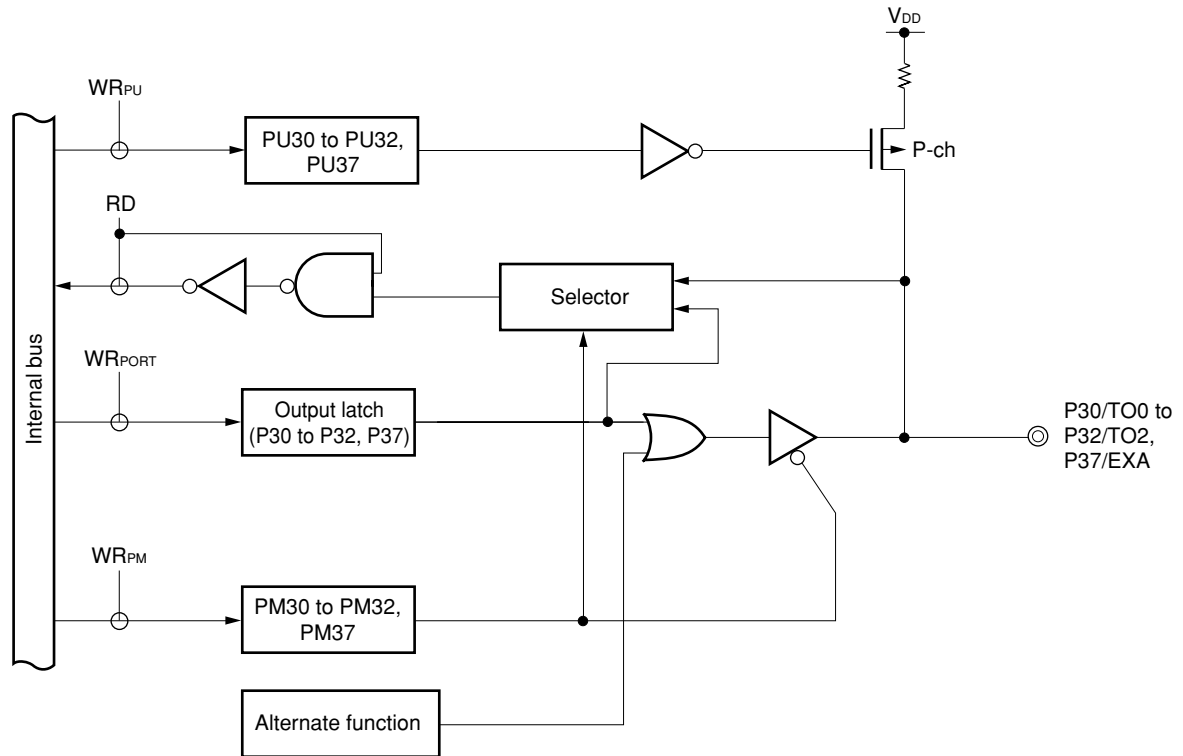 VDD
WRPU
PU30 to PU32,
PU37
P-ch
RD
Selector
Internal bus
WRPORT
Output latch
(P30 to P32, P37)
P30/TO0 to
P32/TO2,
P37/EXA
WRPM
PM30 to PM32,
PM37
Alternate function